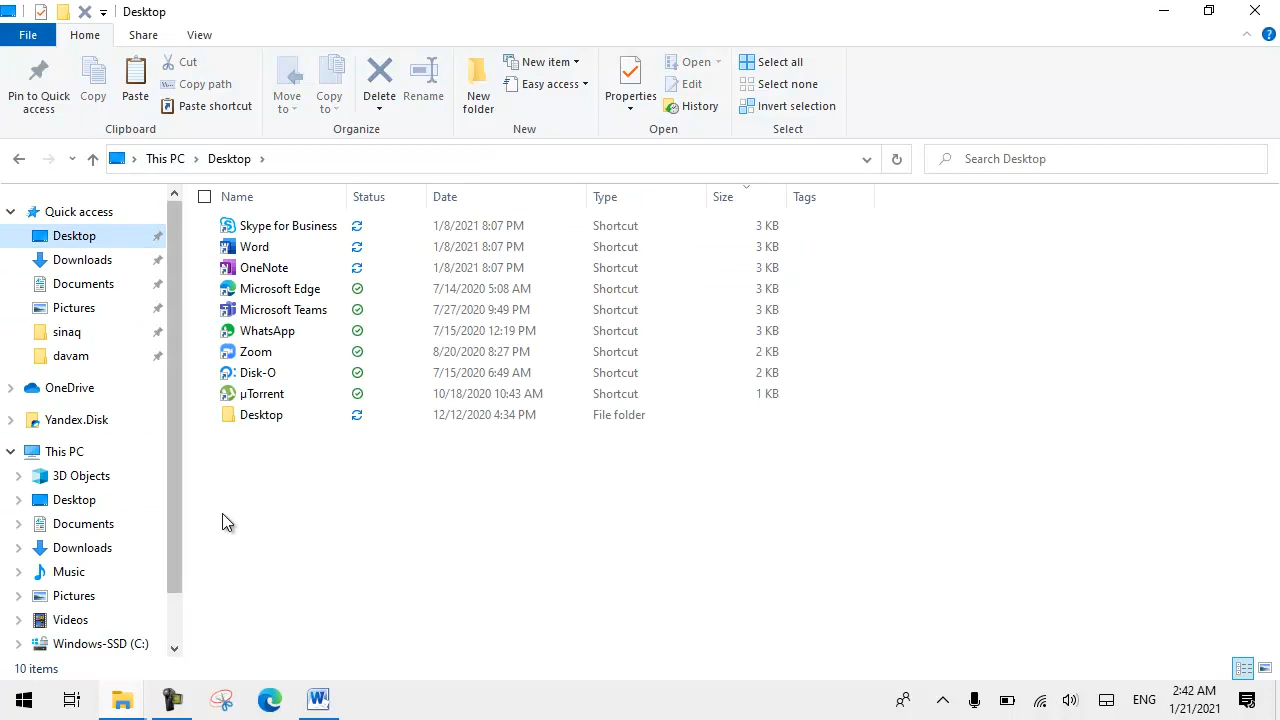 Desktop
File Home Share View
Pin to Quick access
Copy
Paste
Cut
Copy path
Paste shortcut
Clipboard
Move to
Copy to
Delete
Rename
Organize
New folder
New item
Easy access
New
Properties
Open
Edit
History
Open
Select all
Select none
Invert selection
Select
This PC Desktop
Search Desktop
Quick access
Desktop
Downloads
Documents
Pictures
sinaq
davam
OneDrive
Yandex.Disk
This PC
3D Objects
Desktop
Documents
Downloads
Music
Pictures
Videos
Windows-SSD (C:)
Name Status Date Type Size Tags
Skype for Business 1/8/2021 8:07 PM Shortcut 3 KB
Word 1/8/2021 8:07 PM Shortcut 3 KB
OneNote 1/8/2021 8:07 PM Shortcut 3 KB
Microsoft Edge 7/14/2020 5:08 AM Shortcut 3 KB
Microsoft Teams 7/27/2020 9:49 PM Shortcut 3 KB
WhatsApp 7/15/2020 12:19 PM Shortcut 3 KB
Zoom 8/20/2020 8:27 PM Shortcut 2 KB
Disk-O 7/15/2020 6:49 AM Shortcut 2 KB
µTorrent 10/18/2020 10:43 AM Shortcut 1 KB
Desktop 12/12/2020 4:34 PM File folder
10 items
ENG
2:42 AM
1/21/2021